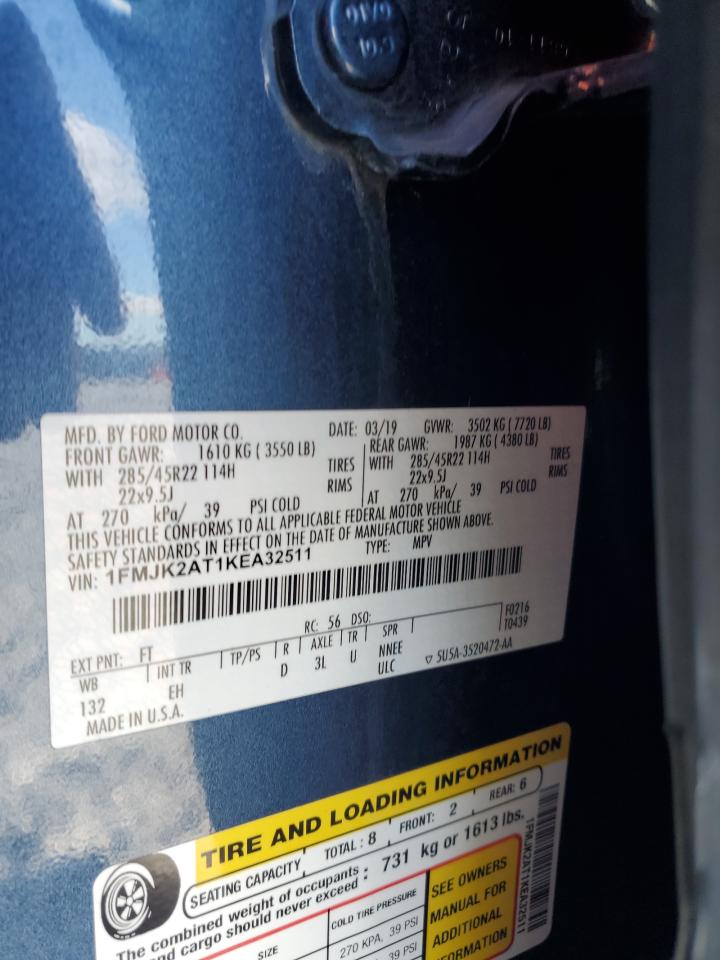 MFD. BY FORD MOTOR CO. DATE: 03/19 GVWR: 3502 KG ( 7720 LB)
FRONT GAWR: 1610 KG ( 3550 LB) REAR GAWR: 1987 KG ( 4380 LB)
WITH 285/45R22 114H TIRES WITH 285/45R22 114H TIRES
22x9.5J RIMS 22x9.5J RIMS
AT 270 kPa/ 39 PSI COLD AT 270 kPa/ 39 PSI COLD
THIS VEHICLE CONFORMS TO ALL APPLICABLE FEDERAL MOTOR VEHICLE
SAFETY STANDARDS IN EFFECT ON THE DATE OF MANUFACTURE SHOWN ABOVE.
VIN: 1FMJK2AT1KEA32511 TYPE: MPV
EXT PNT: FT RC: 56 DSO: F0216
WB INT TR TP/PS R AXLE TR SPR T0439
132 EH D 3L U NNEE
ULC ▽ 5U5A-3520472-AA
MADE IN U.S.A.
TIRE AND LOADING INFORMATION
SEATING CAPACITY TOTAL: 8 FRONT: 2 REAR: 6
The combined weight of occupants : 731 kg or 1613 lbs.
and cargo should never exceed
SIZE COLD TIRE PRESSURE SEE OWNERS
270 KPA, 39 PSI MANUAL FOR
39 PSI ADDITIONAL
1FMJK2AT1KEA32511